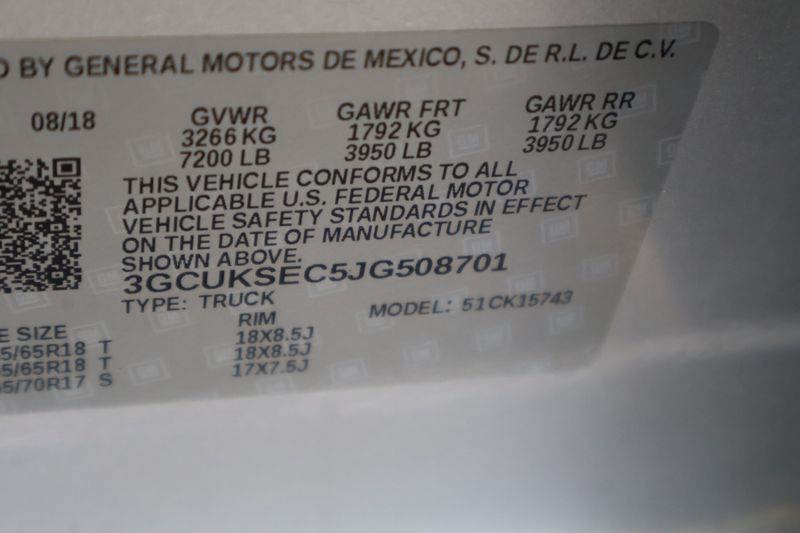 BY GENERAL MOTORS DE MEXICO, S. DE R.L. DE C.V.
08/18 GVWR GAWR FRT GAWR RR
3266 KG 1792 KG 1792 KG
7200 LB 3950 LB 3950 LB
THIS VEHICLE CONFORMS TO ALL
APPLICABLE U.S. FEDERAL MOTOR
VEHICLE SAFETY STANDARDS IN EFFECT
ON THE DATE OF MANUFACTURE
SHOWN ABOVE.
3GCUKSEC5JG508701
TYPE: TRUCK MODEL: 51CK15743
E SIZE RIM
5/65R18 T 18X8.5J
5/65R18 T 18X8.5J
5/70R17 S 17X7.5J